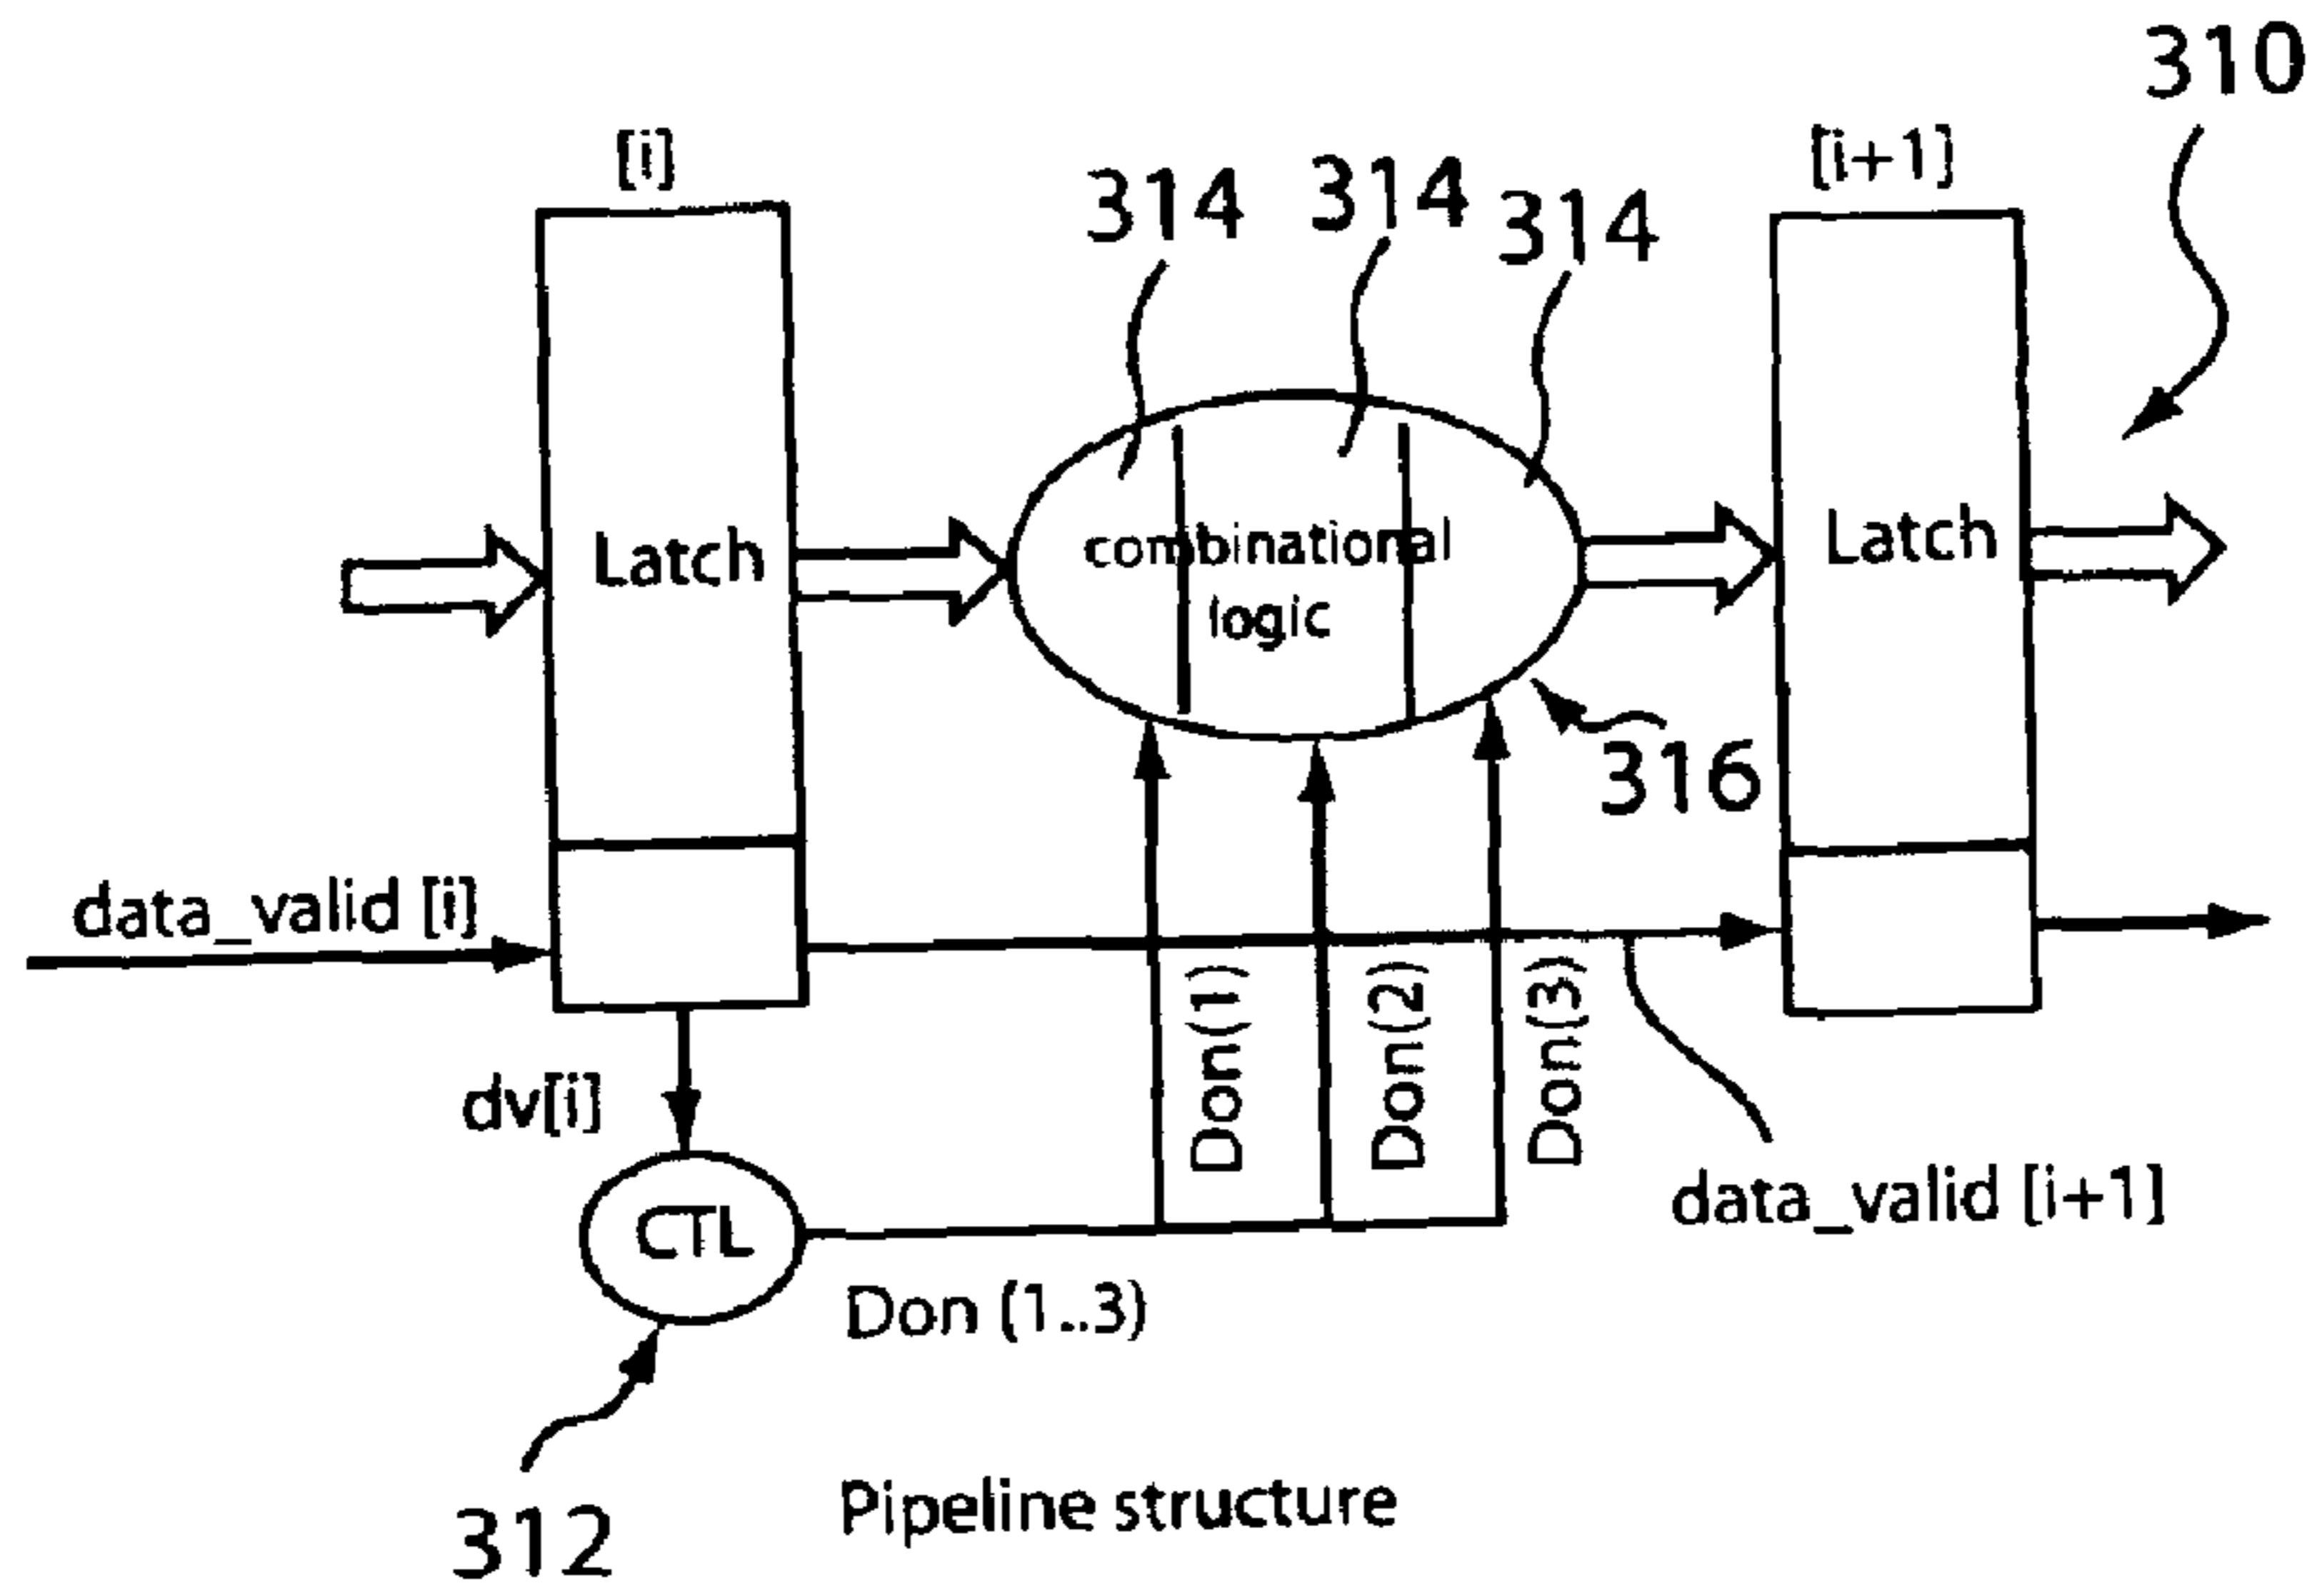 310
[i]
[i+1]
314
314
314
Latch
combinational
logic
Latch
316
data_valid [i]
Don(1)
Don(2)
Don(3)
dv[i]
CTL
data_valid [i+1]
Don (1..3)
312
Pipeline structure